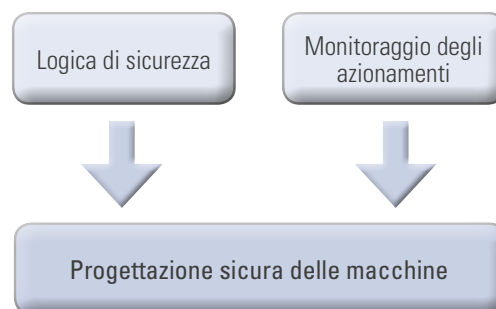 Logica di sicurezza
Monitoraggio degli
azionamenti
Progettazione sicura delle macchine